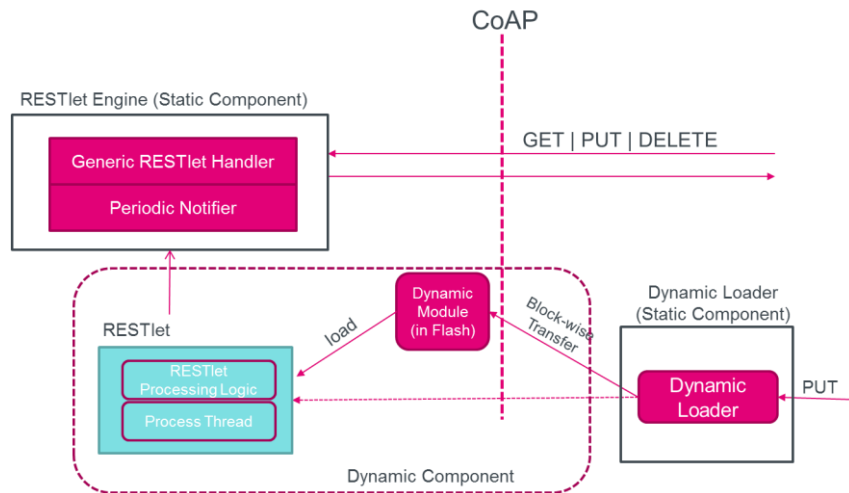 CoAP
RESTlet Engine (Static Component)
Generic RESTlet Handler
Periodic Notifier
GET | PUT | DELETE
Dynamic
Module
(in Flash)
Block-wise
Transfer
load
Dynamic Loader
(Static Component)
RESTlet
RESTlet
Processing Logic
Process Thread
Dynamic
Loader
PUT
Dynamic Component